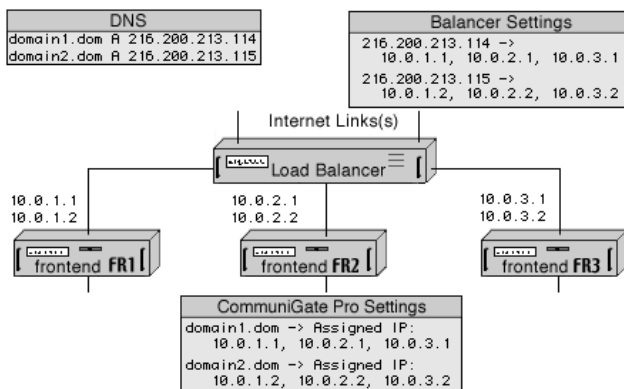 DNS
domain1.dom A 216.200.213.114
domain2.dom A 216.200.213.115
Balancer Settings
216.200.213.114 ->
10.0.1.1, 10.0.2.1, 10.0.3.1
216.200.213.115 ->
10.0.1.2, 10.0.2.2, 10.0.3.2
Internet Links(s)
Load Balancer
10.0.1.1
10.0.1.2
10.0.2.1
10.0.2.2
10.0.3.1
10.0.3.2
frontend FR1
frontend FR2
frontend FR3
CommuniGate Pro Settings
domain1.dom -> Assigned IP:
10.0.1.1, 10.0.2.1, 10.0.3.1
domain2.dom -> Assigned IP:
10.0.1.2, 10.0.2.2, 10.0.3.2